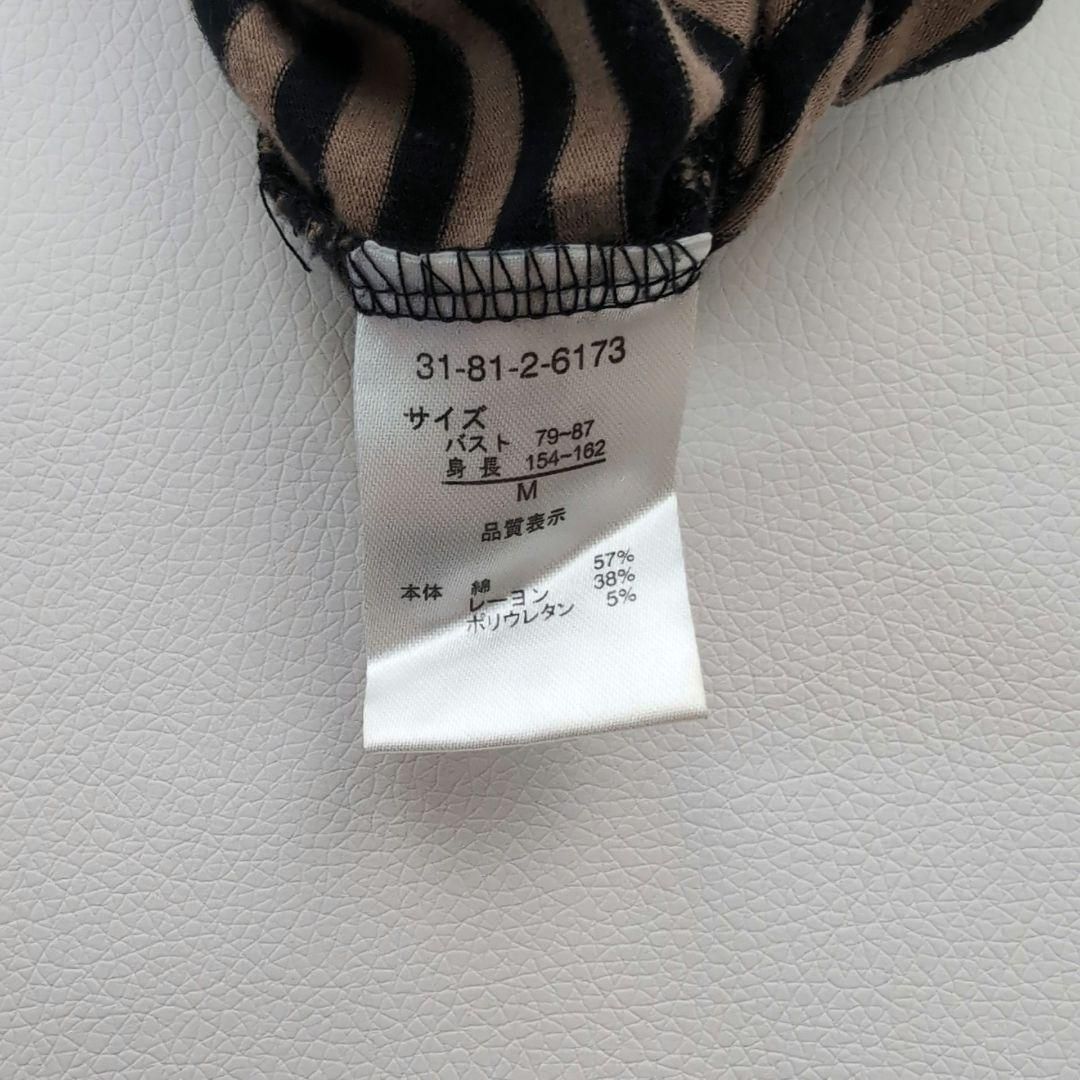 31-81-2-6173
サイズ
バスト 79-87
身長 154-162
M
品質表示
本体 綿 57%
レーヨン 38%
ポリウレタン 5%